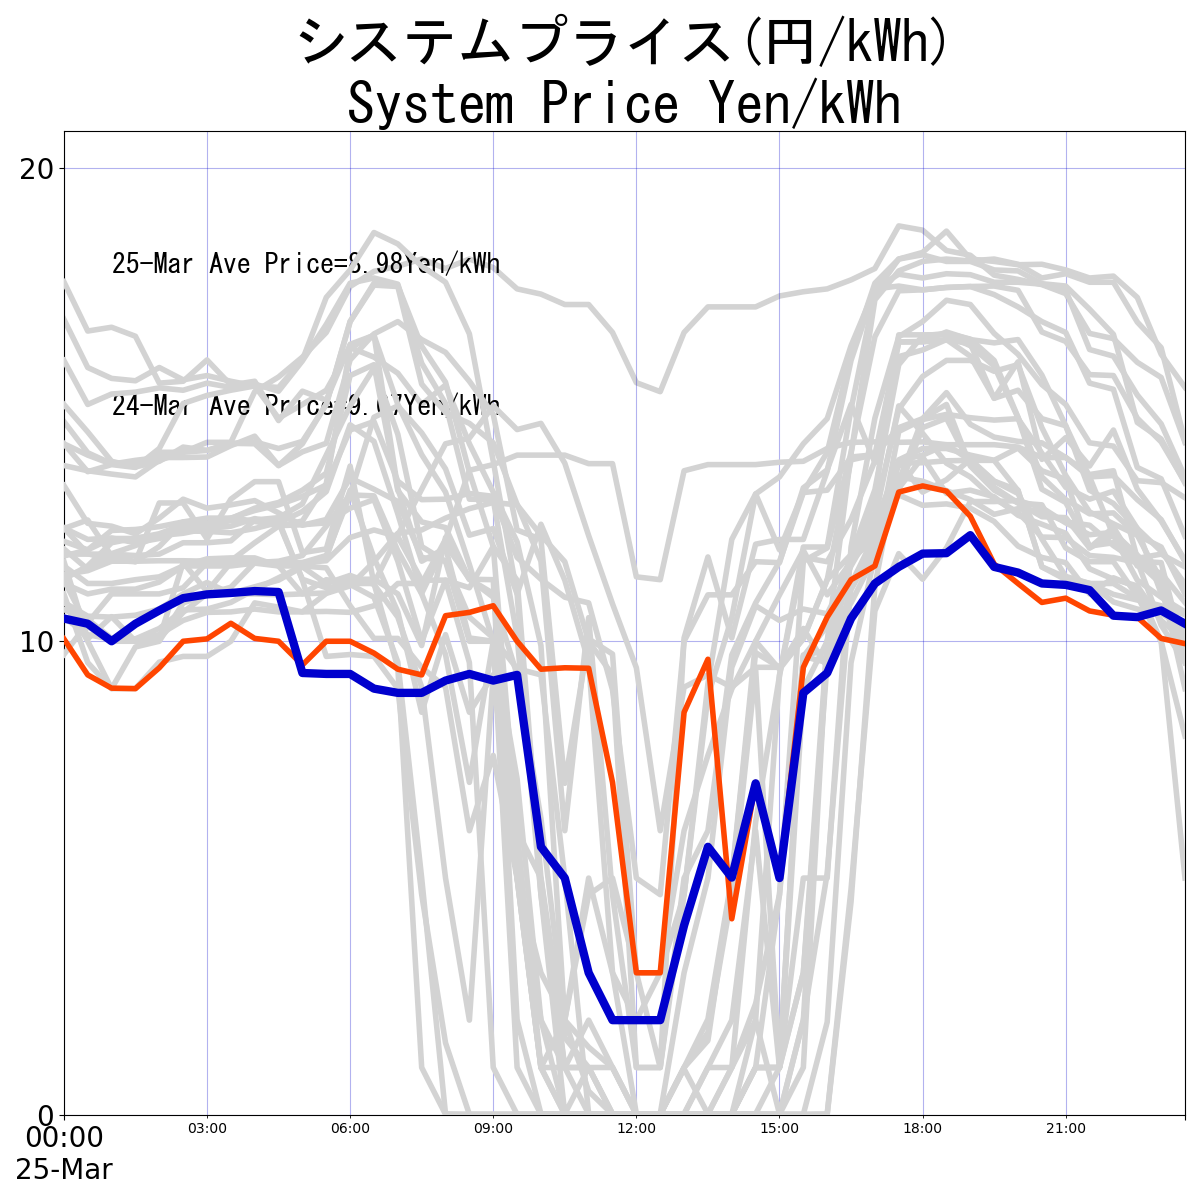 システムプライス(円/kWh)
System Price Yen/kWh
20
25-Mar Ave Price=8.98Yen/kWh
24-Mar Ave Price=9.07Yen/kWh
10
0
00:00 03:00 06:00 09:00 12:00 15:00 18:00 21:00
25-Mar